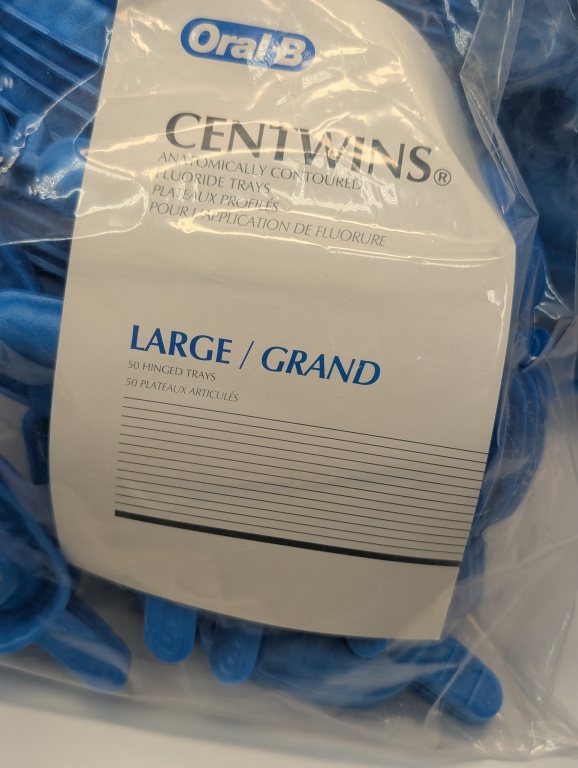 Oral-B®
CENTWINS®
ANATOMICALLY CONTOURED
FLUORIDE TRAYS
PLATEAUX PROFILÉS
POUR L'APPLICATION DE FLUORURE
LARGE / GRAND
50 HINGED TRAYS
50 PLATEAUX ARTICULÉS